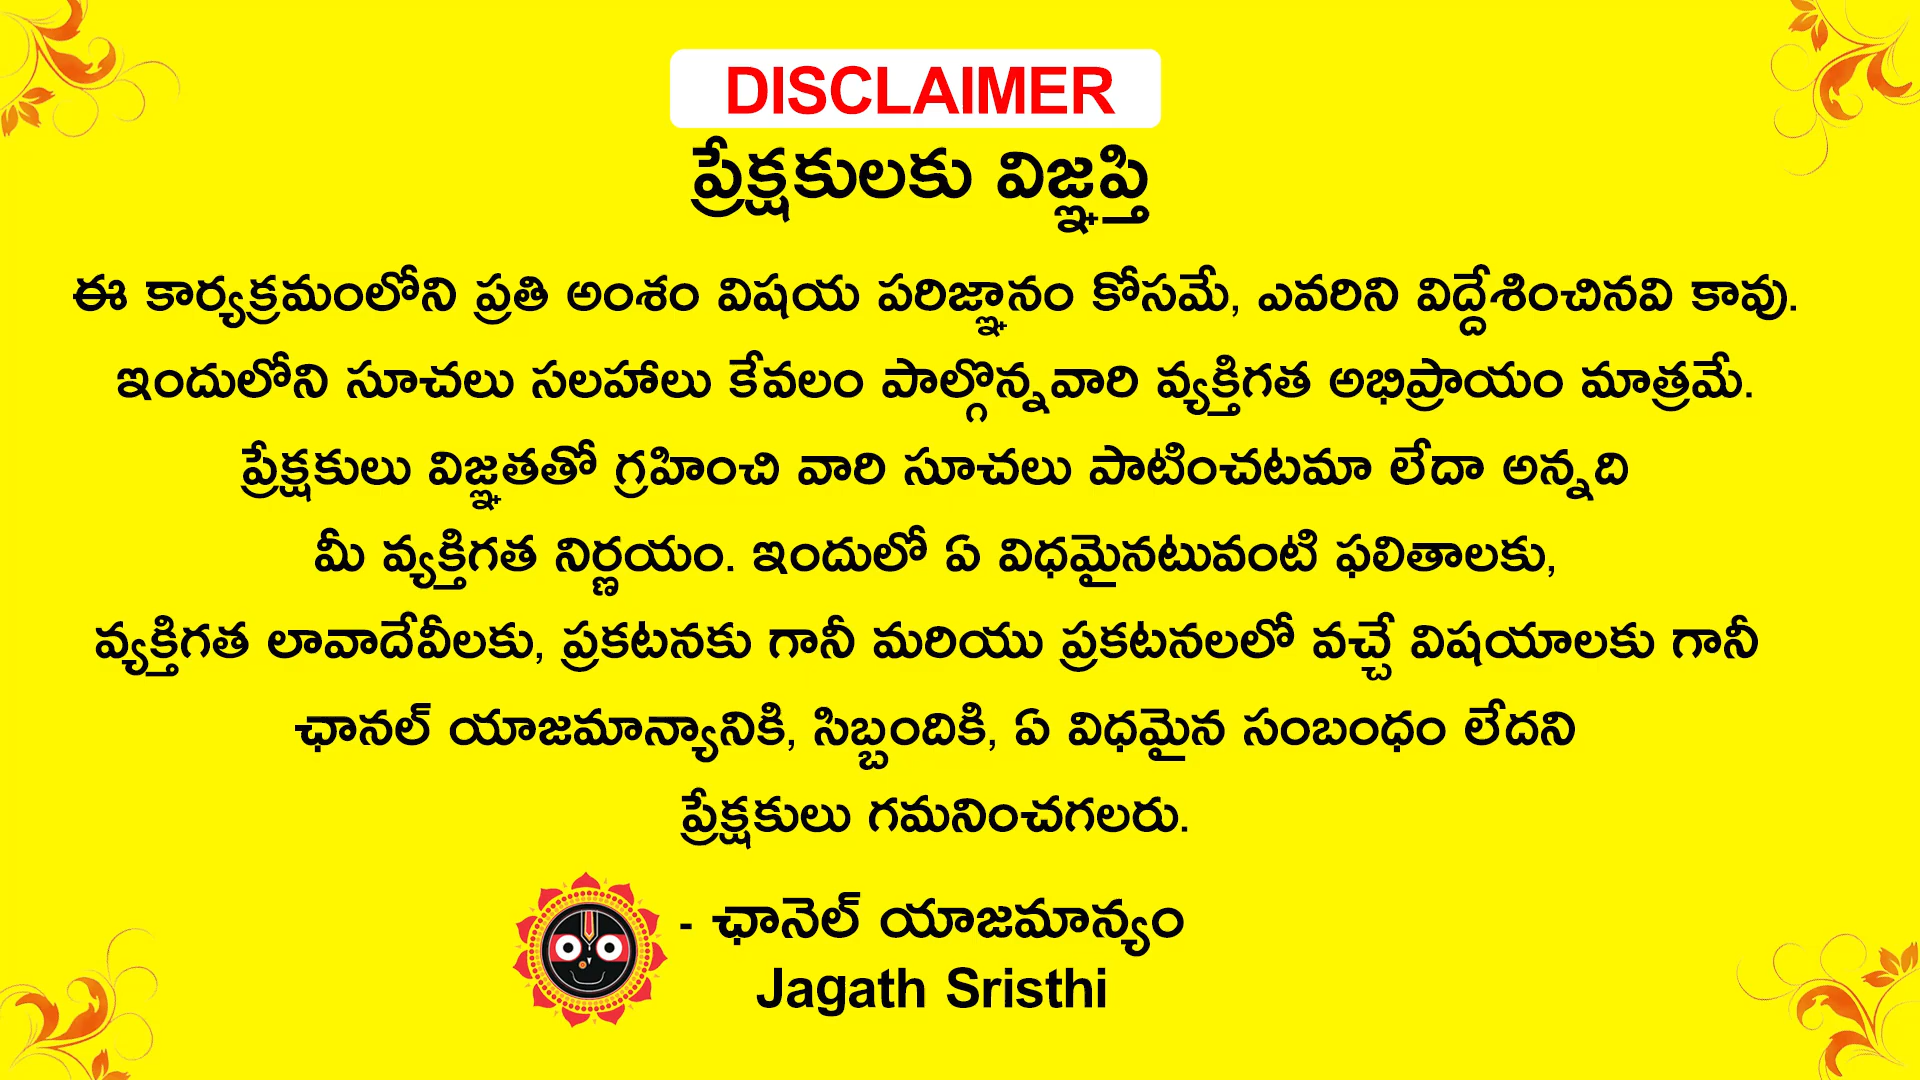 DISCLAIMER
ప్రేక్షకులకు విజ్ఞప్తి
ఈ కార్యక్రమంలోని ప్రతి అంశం విషయ పరిజ్ఞానం కోసమే, ఎవరిని విద్దేశించినవి కావు.
ఇందులోని సూచలు సలహాలు కేవలం పాల్గొన్నవారి వ్యక్తిగత అభిప్రాయం మాత్రమే.
ప్రేక్షకులు విజ్ఞతతో గ్రహించి వారి సూచలు పాటించటమా లేదా అన్నది
మీ వ్యక్తిగత నిర్ణయం. ఇందులో ఏ విధమైనటువంటి ఫలితాలకు,
వ్యక్తిగత లావాదేవీలకు, ప్రకటనకు గానీ మరియు ప్రకటనలలో వచ్చే విషయాలకు గానీ
ఛానల్ యాజమాన్యానికి, సిబ్బందికి, ఏ విధమైన సంబంధం లేదని
ప్రేక్షకులు గమనించగలరు.
- ఛానెల్ యాజమాన్యం
Jagath Sristhi